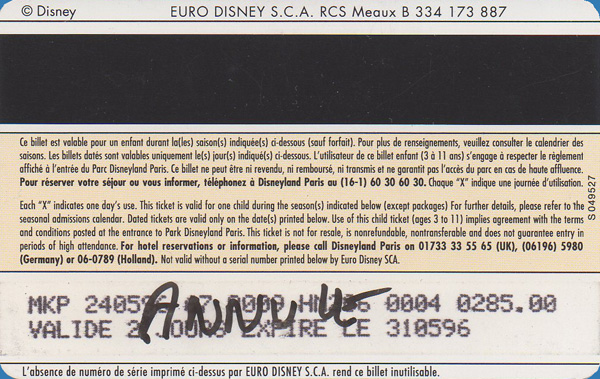 © Disney EURO DISNEY S.C.A. RCS Meaux B 334 173 887
Ce billet est valable pour un enfant durant la(les) saison(s) indiquée(s) ci-dessous (sauf forfait). Pour plus de renseignements, veuillez consulter le calendrier des
saisons. Les billets datés sont valables uniquement le(s) jour(s) indiqué(s) ci-dessous. L'utilisateur de ce billet enfant (3 à 11 ans) s'engage à respecter le règlement
affiché à l'entrée du Parc Disneyland Paris. Ce billet ne peut être ni revendu, ni remboursé, ni transmis et ne garantit pas l'accès du parc en cas de haute affluence.
Pour réserver votre séjour ou vous informer, téléphonez à Disneyland Paris au (16-1) 60 30 60 30. Chaque "X" indique une journée d'utilisation.
Each "X" indicates one day's use. This ticket is valid for one child during the season(s) indicated below (except packages) For further details, please refer to the
seasonal admissions calendar. Dated tickets are valid only on the date(s) printed below. Use of this child ticket (ages 3 to 11) implies agreement with the terms
and conditions posted at the entrance to Park Disneyland Paris. This ticket is not for resale, is nonrefundable, nontransferable and does not guarantee entry in
periods of high attendance. For hotel reservations or information, please call Disneyland Paris on 01733 33 55 65 (UK), (06196) 5980
(Germany) or 06-0789 (Holland). Not valid without a serial number printed below by Euro Disney SCA.
S 049527
MKP 0004 0285.00
ANNULE
VALIDE EXPIRE LE 310596
L'absence de numéro de série imprimé ci-dessus par EURO DISNEY S.C.A. rend ce billet inutilisable.